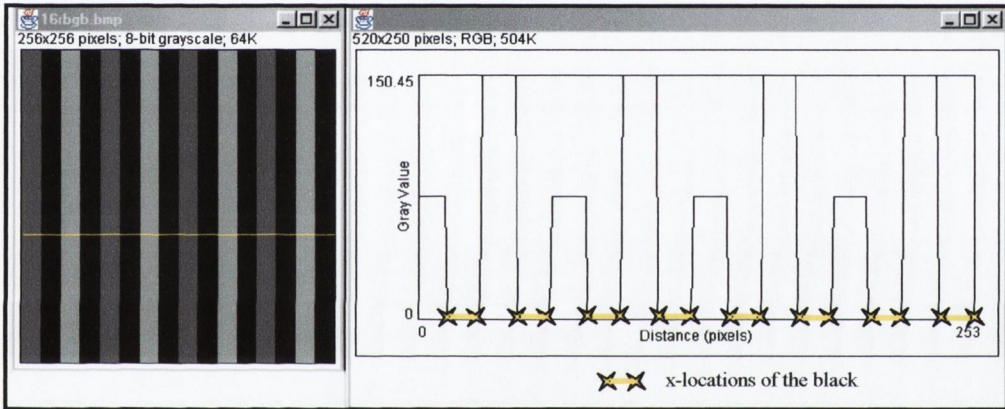 16rbgb.bmp
256x256 pixels; 8-bit grayscale; 64K
520x250 pixels; RGB; 504K
150.45
Gray Value
0
0
Distance (pixels)
253
x-locations of the black